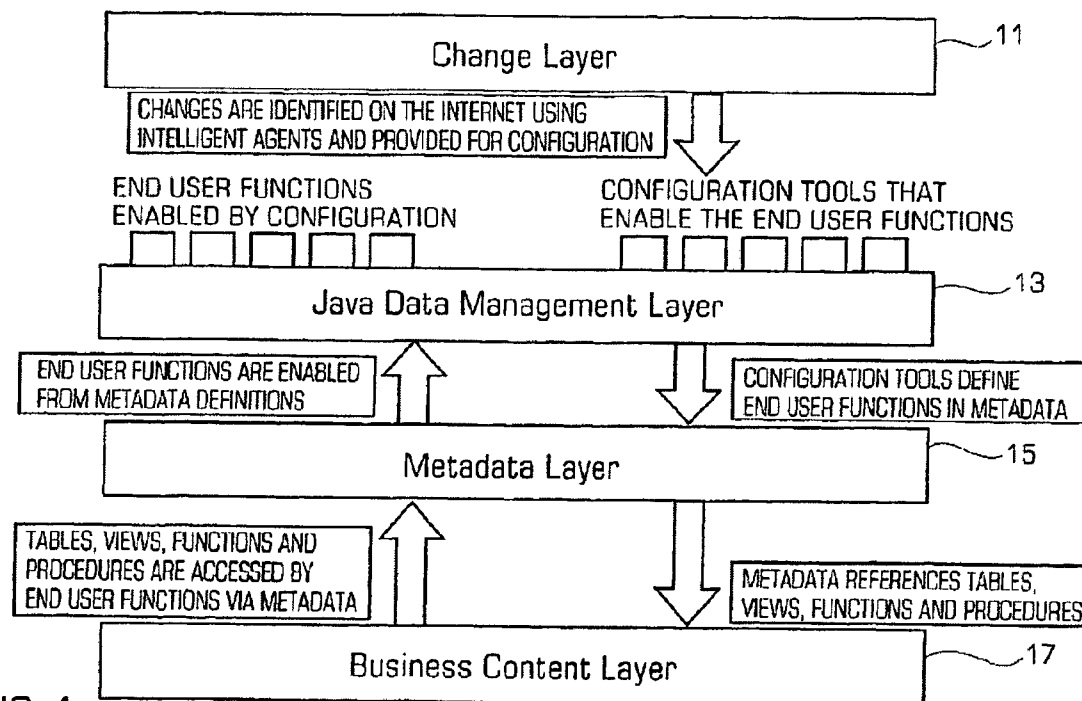 Change Layer
11
CHANGES ARE IDENTIFIED ON THE INTERNET USING
INTELLIGENT AGENTS AND PROVIDED FOR CONFIGURATION
END USER FUNCTIONS
ENABLED BY CONFIGURATION
CONFIGURATION TOOLS THAT
ENABLE THE END USER FUNCTIONS
Java Data Management Layer
13
END USER FUNCTIONS ARE ENABLED
FROM METADATA DEFINITIONS
CONFIGURATION TOOLS DEFINE
END USER FUNCTIONS IN METADATA
Metadata Layer
15
TABLES, VIEWS, FUNCTIONS AND
PROCEDURES ARE ACCESSED BY
END USER FUNCTIONS VIA METADATA
METADATA REFERENCES TABLES,
VIEWS, FUNCTIONS AND PROCEDURES
Business Content Layer
17